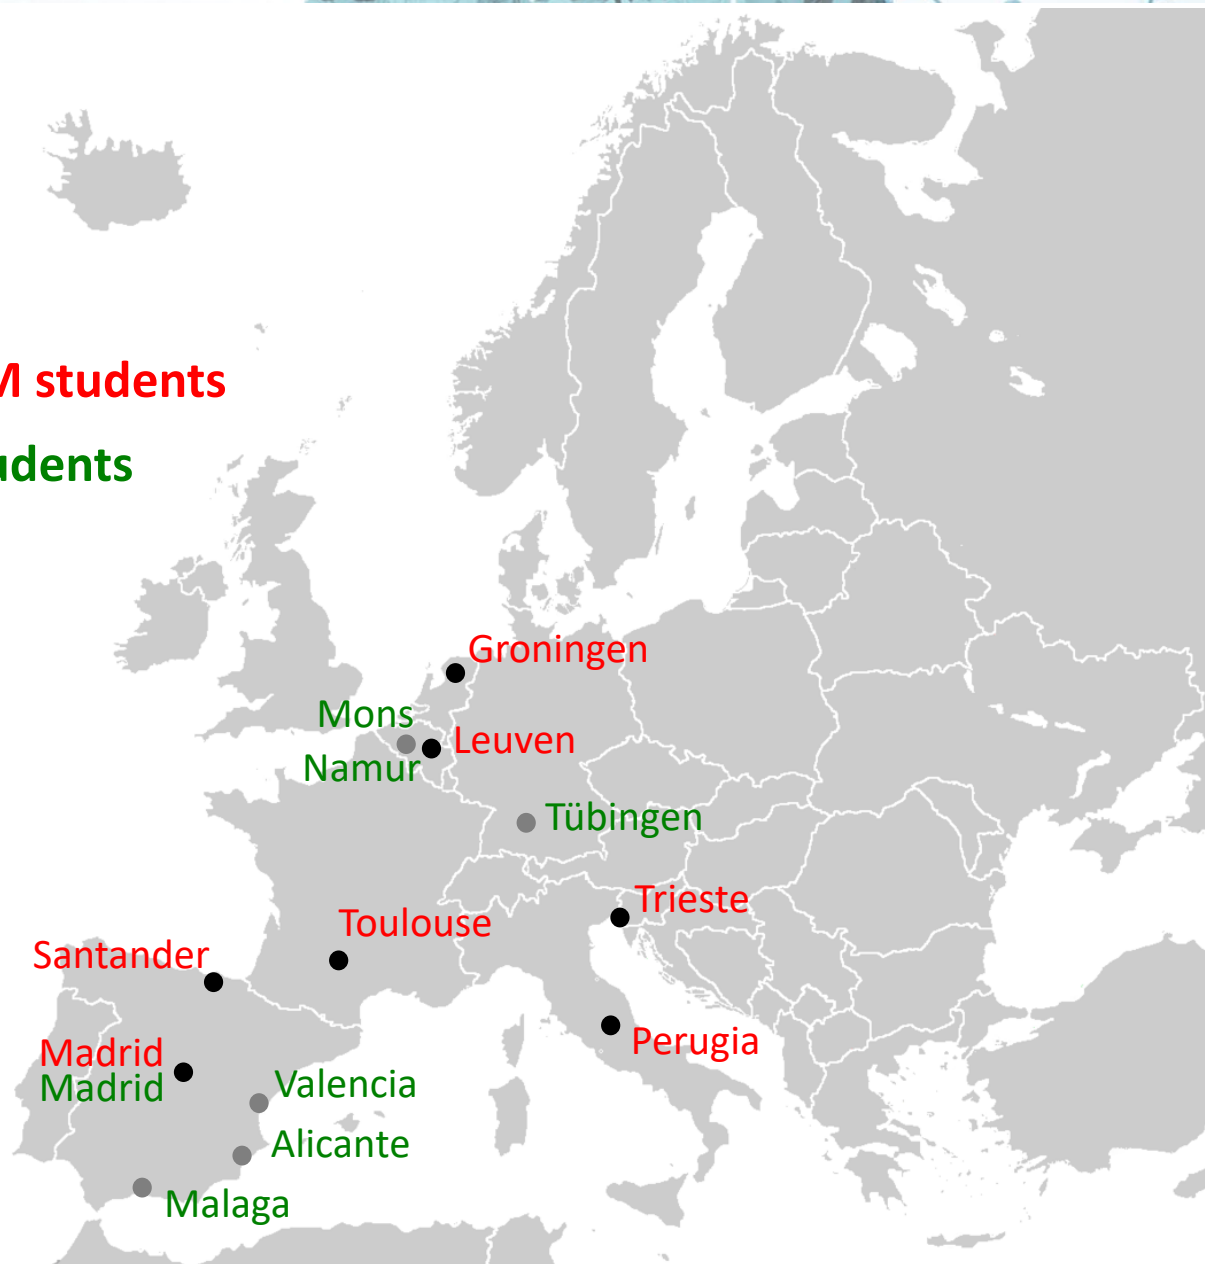 M students
udents
Groningen
Mons
Leuven
Namur
Tübingen
Trieste
Toulouse
Santander
Perugia
Madrid
Madrid
Valencia
Alicante
Malaga